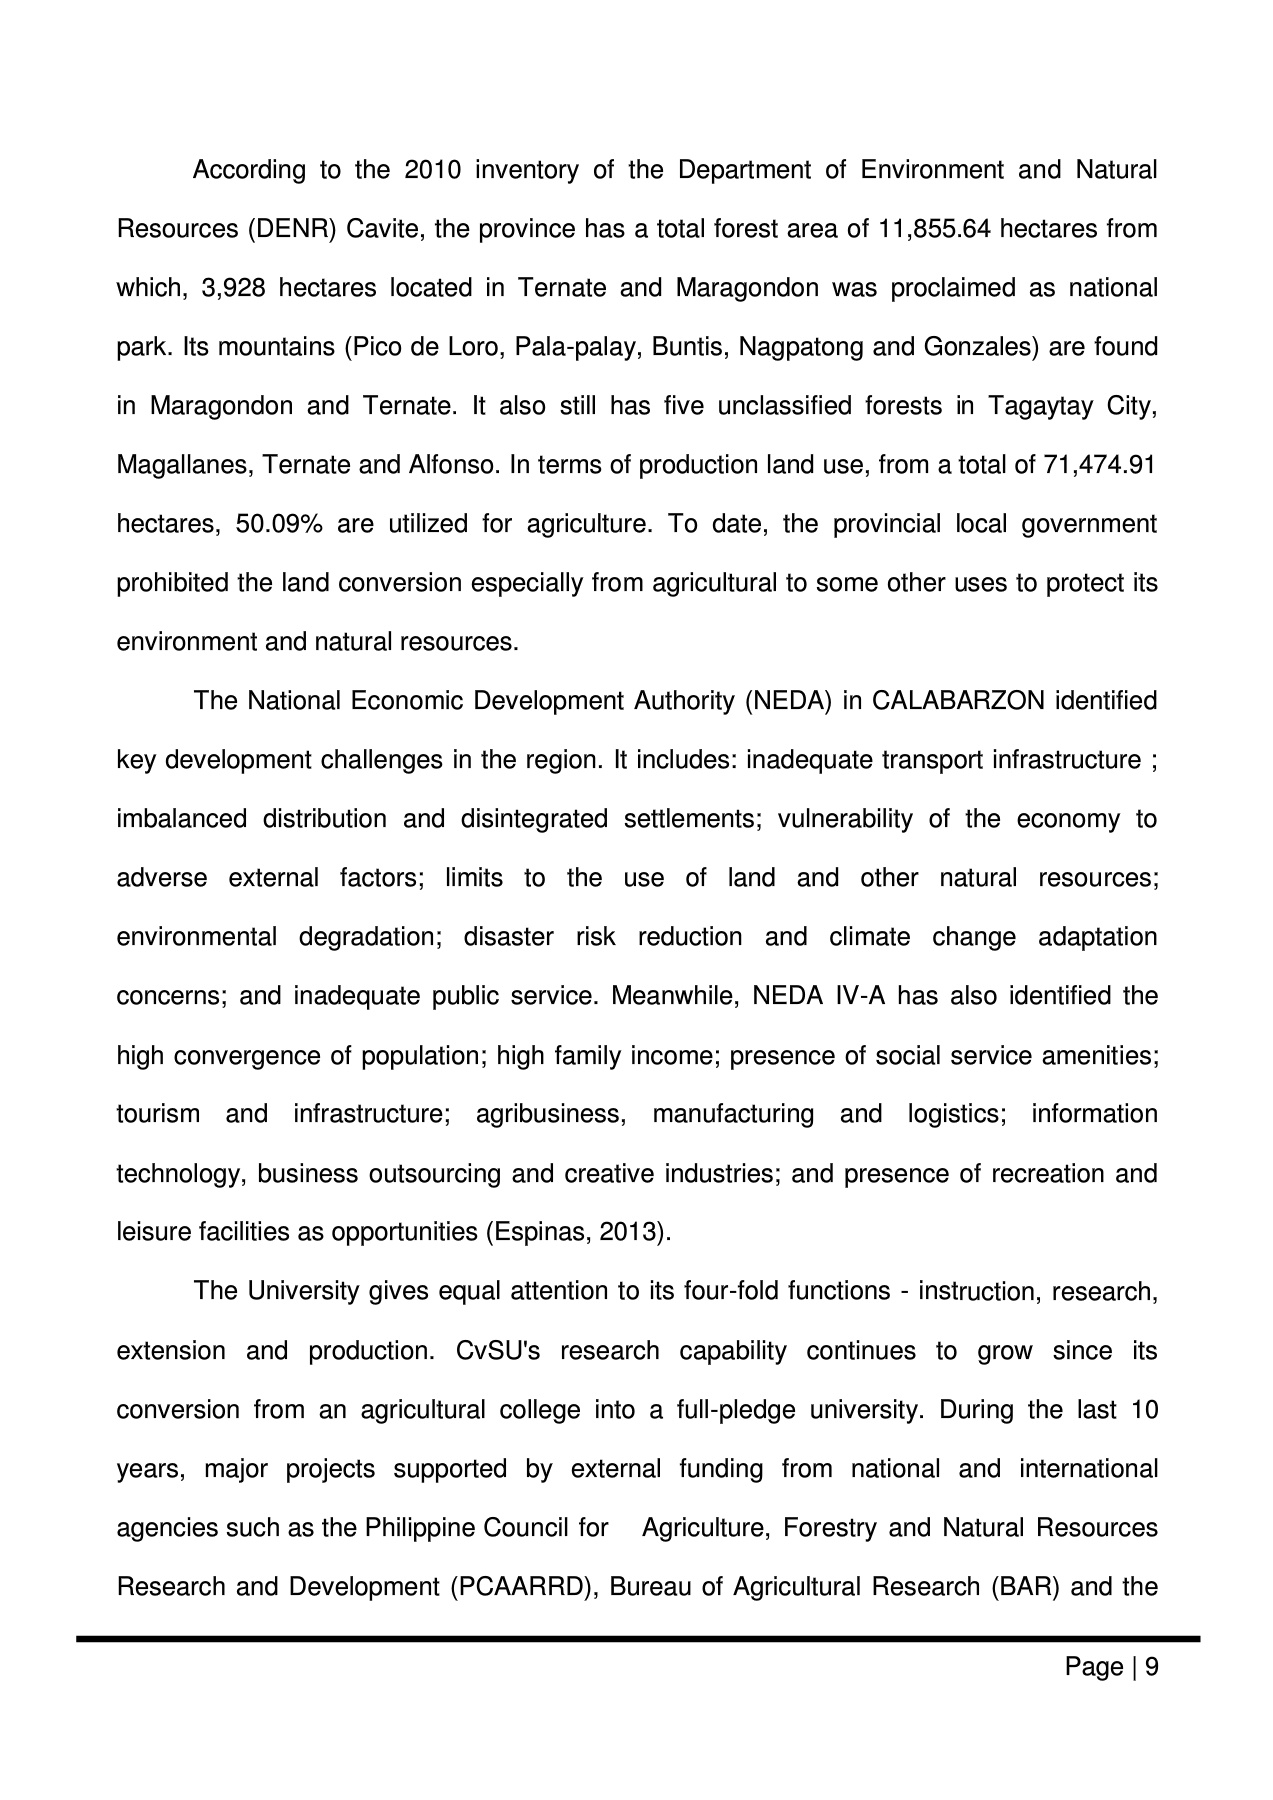 According to the 2010 inventory of the Department of Environment and Natural
Resources (DENR) Cavite, the province has a total forest area of 11,855.64 hectares from
which, 3,928 hectares located in Ternate and Maragondon was proclaimed as national
park. Its mountains (Pico de Loro, Pala-palay, Buntis, Nagpatong and Gonzales) are found
in Maragondon and Ternate. It also still has five unclassified forests in Tagaytay City,
Magallanes, Ternate and Alfonso. In terms of production land use, from a total of 71,474.91
hectares, 50.09% are utilized for agriculture. To date, the provincial local government
prohibited the land conversion especially from agricultural to some other uses to protect its
environment and natural resources.
The National Economic Development Authority (NEDA) in CALABARZON identified
key development challenges in the region. It includes: inadequate transport infrastructure ;
imbalanced distribution and disintegrated settlements; vulnerability of the economy to
adverse external factors; limits to the use of land and other natural resources;
environmental degradation; disaster risk reduction and climate change adaptation
concerns; and inadequate public service. Meanwhile, NEDA IV-A has also identified the
high convergence of population; high family income; presence of social service amenities;
tourism and infrastructure; agribusiness, manufacturing and logistics; information
technology, business outsourcing and creative industries; and presence of recreation and
leisure facilities as opportunities (Espinas, 2013).
The University gives equal attention to its four-fold functions - instruction, research,
extension and production. CvSU's research capability continues to grow since its
conversion from an agricultural college into a full-pledge university. During the last 10
years, major projects supported by external funding from national and international
agencies such as the Philippine Council for Agriculture, Forestry and Natural Resources
Research and Development (PCAARRD), Bureau of Agricultural Research (BAR) and the
Page | 9